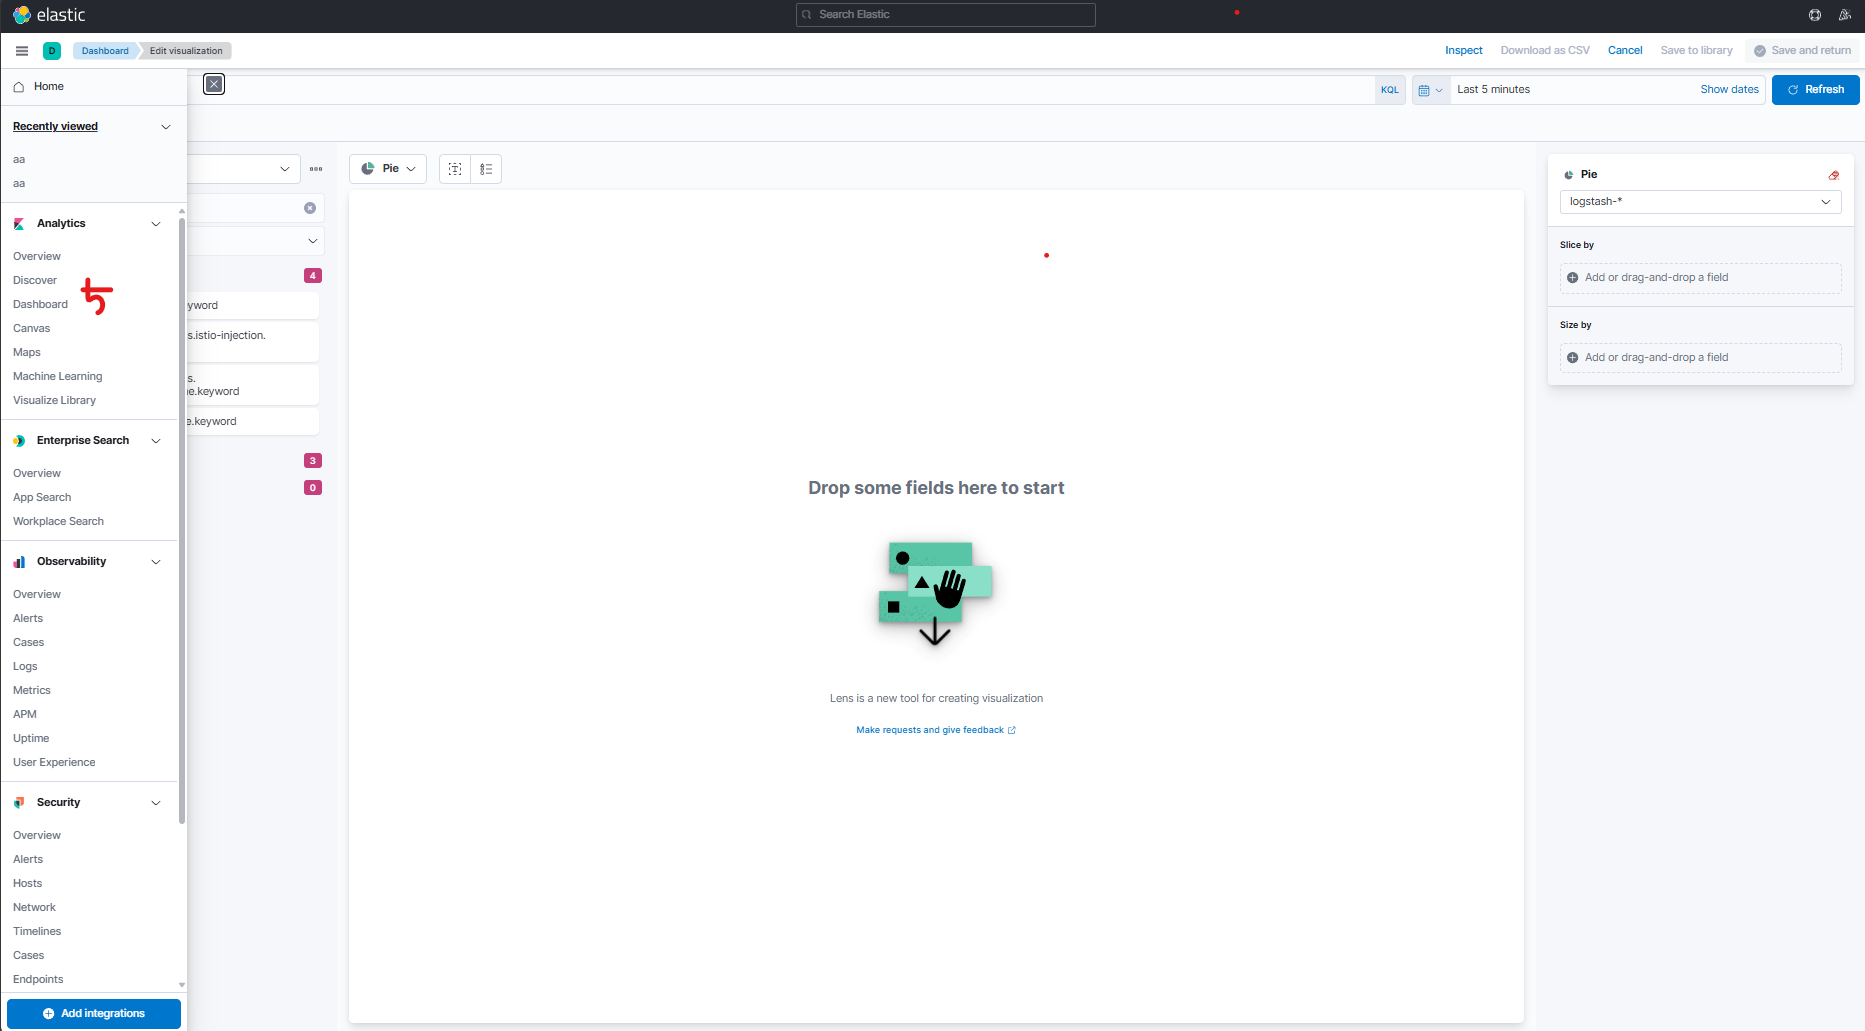 elastic
Search Elastic
D
Dashboard
Edit visualization
Inspect
Download as CSV
Cancel
Save to library
Save and return
Home
KQL
Last 5 minutes
Show dates
Refresh
Recently viewed
aa
aa
Analytics
Overview
Discover
Dashboard
Canvas
Maps
Machine Learning
Visualize Library
5
Enterprise Search
Overview
App Search
Workplace Search
Observability
Overview
Alerts
Cases
Logs
Metrics
APM
Uptime
User Experience
Security
Overview
Alerts
Hosts
Network
Timelines
Cases
Endpoints
Add integrations
4
yword
s.istio-injection.
s.
e.keyword
e.keyword
3
0
Pie
Drop some fields here to start
Lens is a new tool for creating visualization
Make requests and give feedback
Pie
logstash-*
Slice by
Add or drag-and-drop a field
Size by
Add or drag-and-drop a field